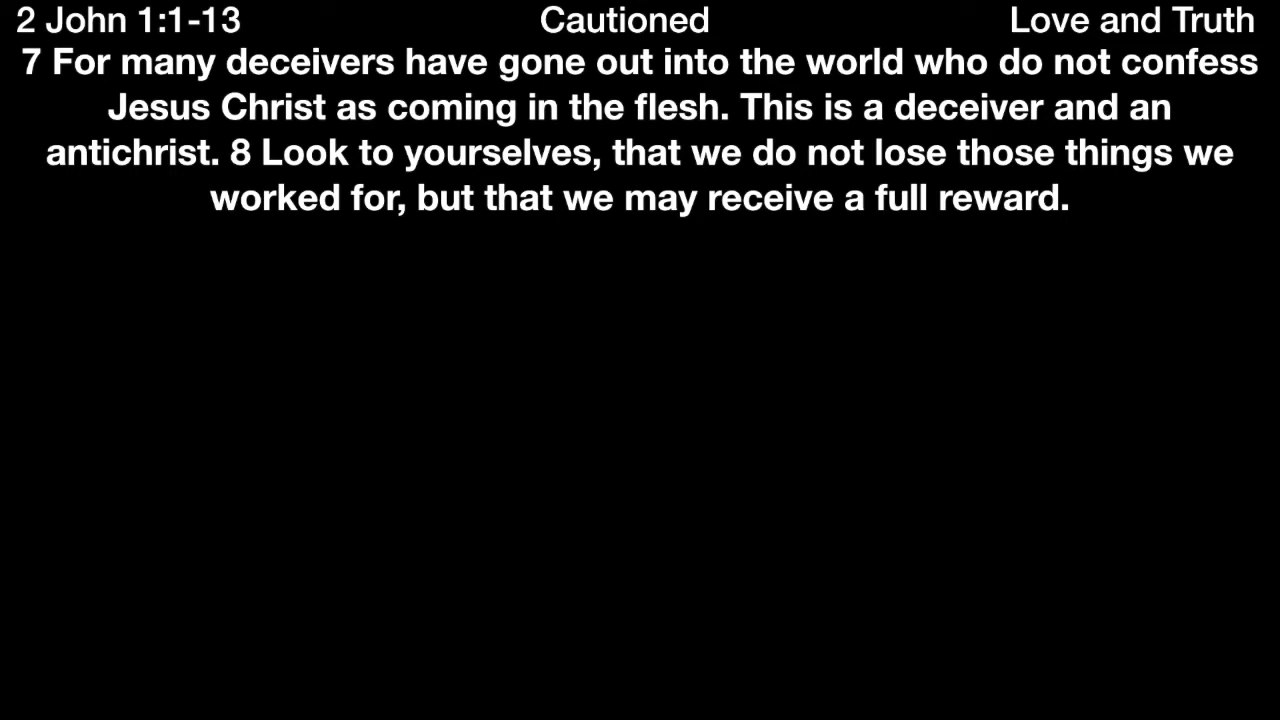 2 John 1:1-13 Cautioned Love and Truth
7 For many deceivers have gone out into the world who do not confess
Jesus Christ as coming in the flesh. This is a deceiver and an
antichrist. 8 Look to yourselves, that we do not lose those things we
worked for, but that we may receive a full reward.